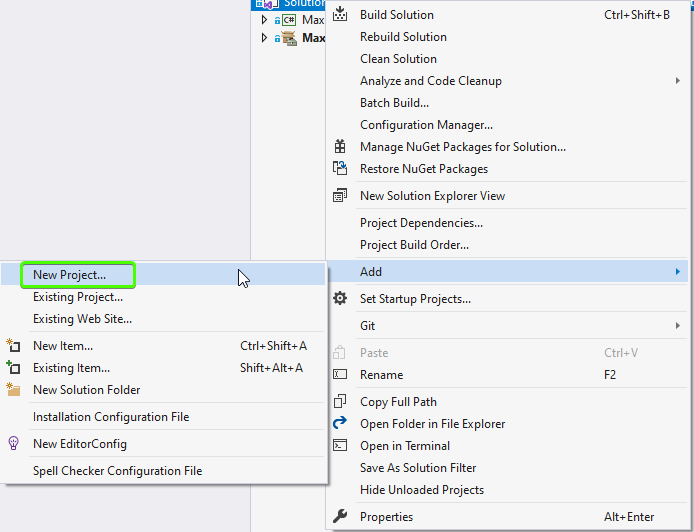 Solution
C# Max
Max
Build Solution Ctrl+Shift+B
Rebuild Solution
Clean Solution
Analyze and Code Cleanup
Batch Build...
Configuration Manager...
Manage NuGet Packages for Solution...
Restore NuGet Packages
New Solution Explorer View
Project Dependencies...
Project Build Order...
Add
New Project...
Existing Project...
Existing Web Site...
New Item... Ctrl+Shift+A
Existing Item... Shift+Alt+A
New Solution Folder
Installation Configuration File
New EditorConfig
Spell Checker Configuration File
Set Startup Projects...
Git
Paste Ctrl+V
Rename F2
Copy Full Path
Open Folder in File Explorer
Open in Terminal
Save As Solution Filter
Hide Unloaded Projects
Properties Alt+Enter